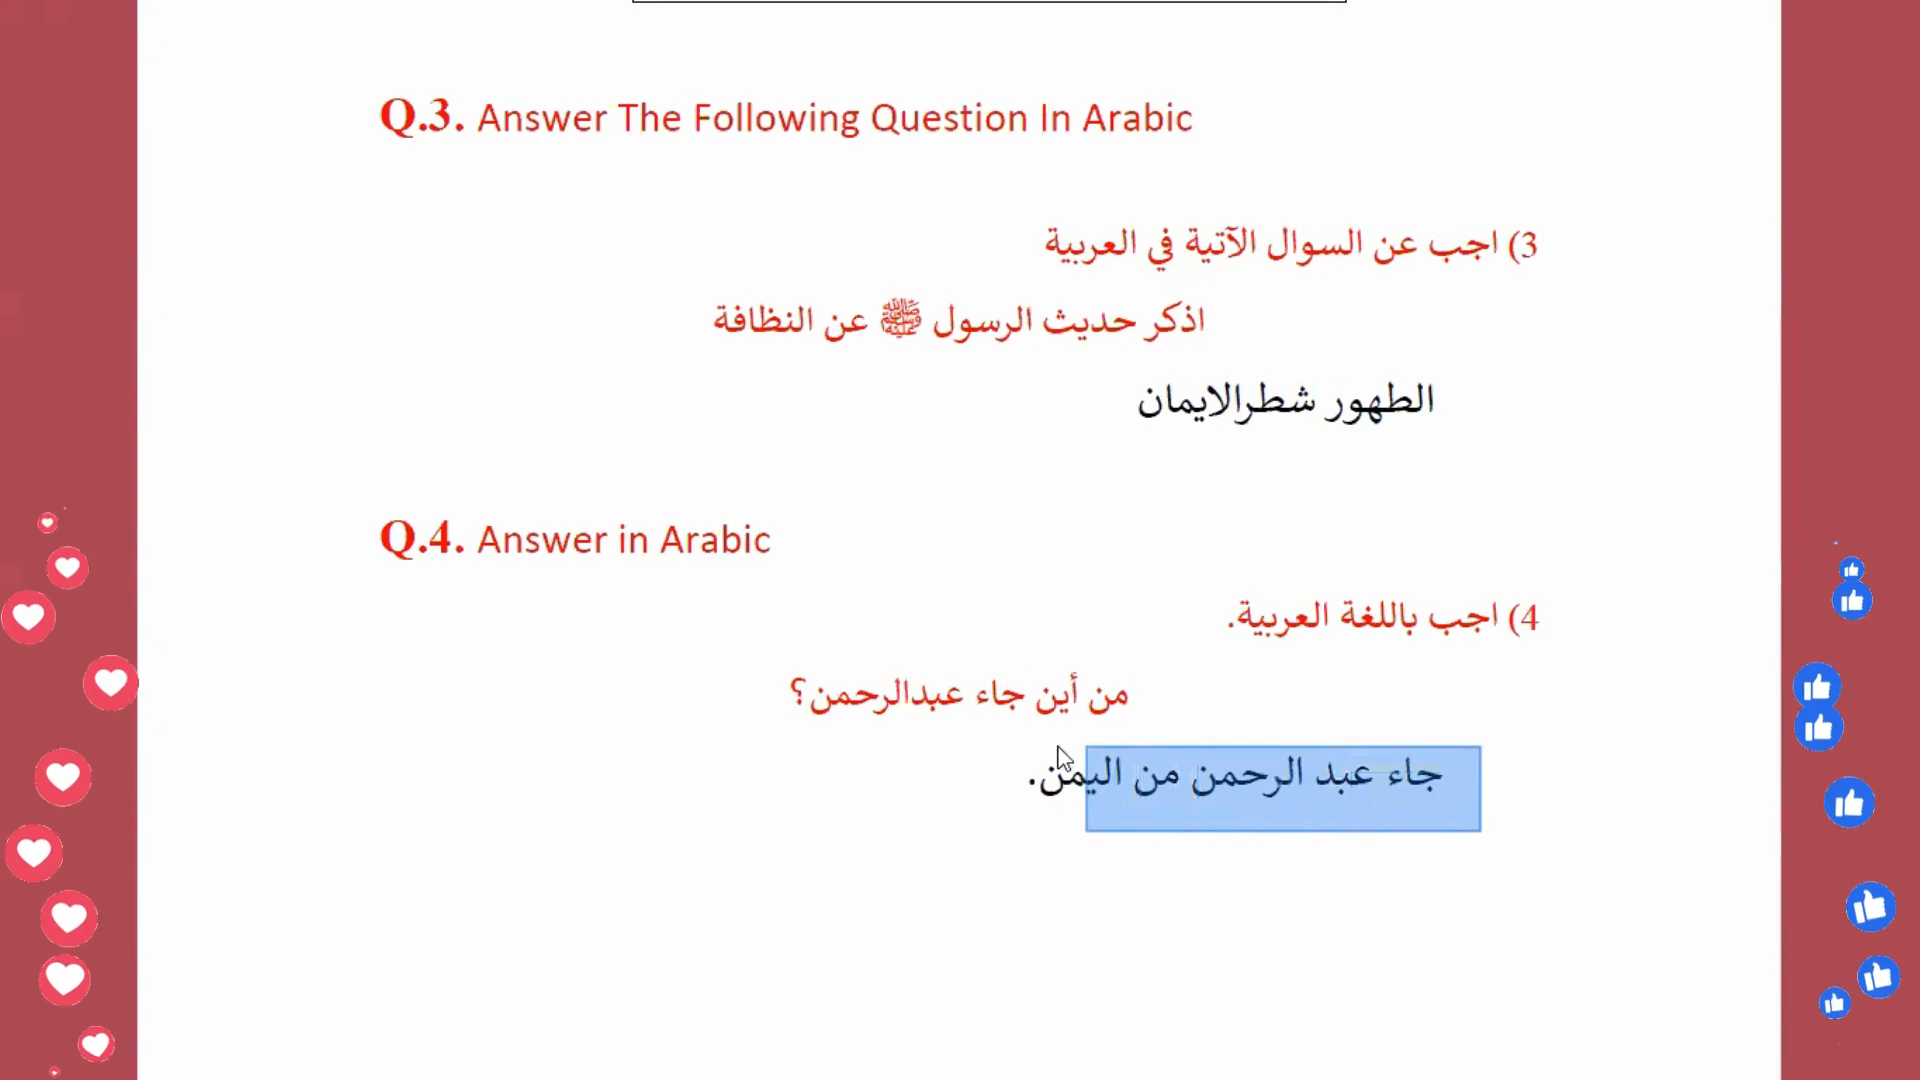 Q.3. Answer The Following Question In Arabic
3) اجب عن السوال الآتية في العربية
اذكر حديث الرسول ﷺ عن النظافة
الطهور شطرالايمان
Q.4. Answer in Arabic
4) اجب باللغة العربية.
من أين جاء عبدالرحمن؟
جاء عبد الرحمن من اليمن.